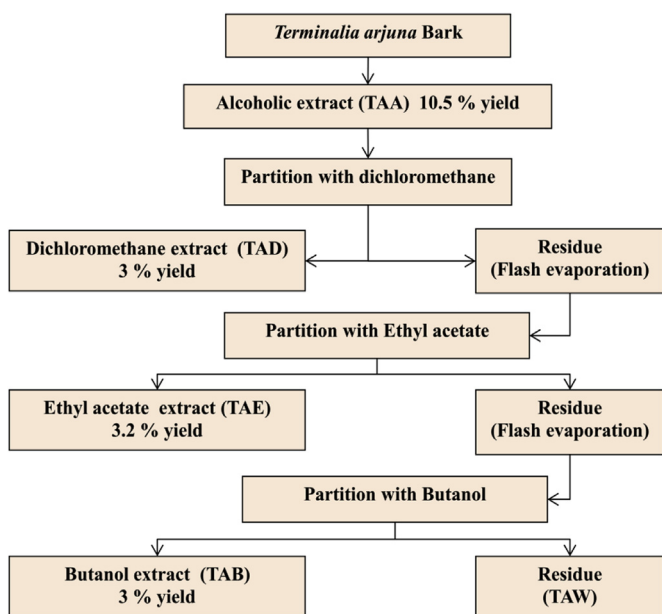 Terminalia arjuna Bark
Alcoholic extract (TAA) 10.5 % yield
Partition with dichloromethane
Dichloromethane extract (TAD)
3 % yield
Residue
(Flash evaporation)
Partition with Ethyl acetate
Ethyl acetate extract (TAE)
3.2 % yield
Residue
(Flash evaporation)
Partition with Butanol
Butanol extract (TAB)
3 % yield
Residue
(TAW)